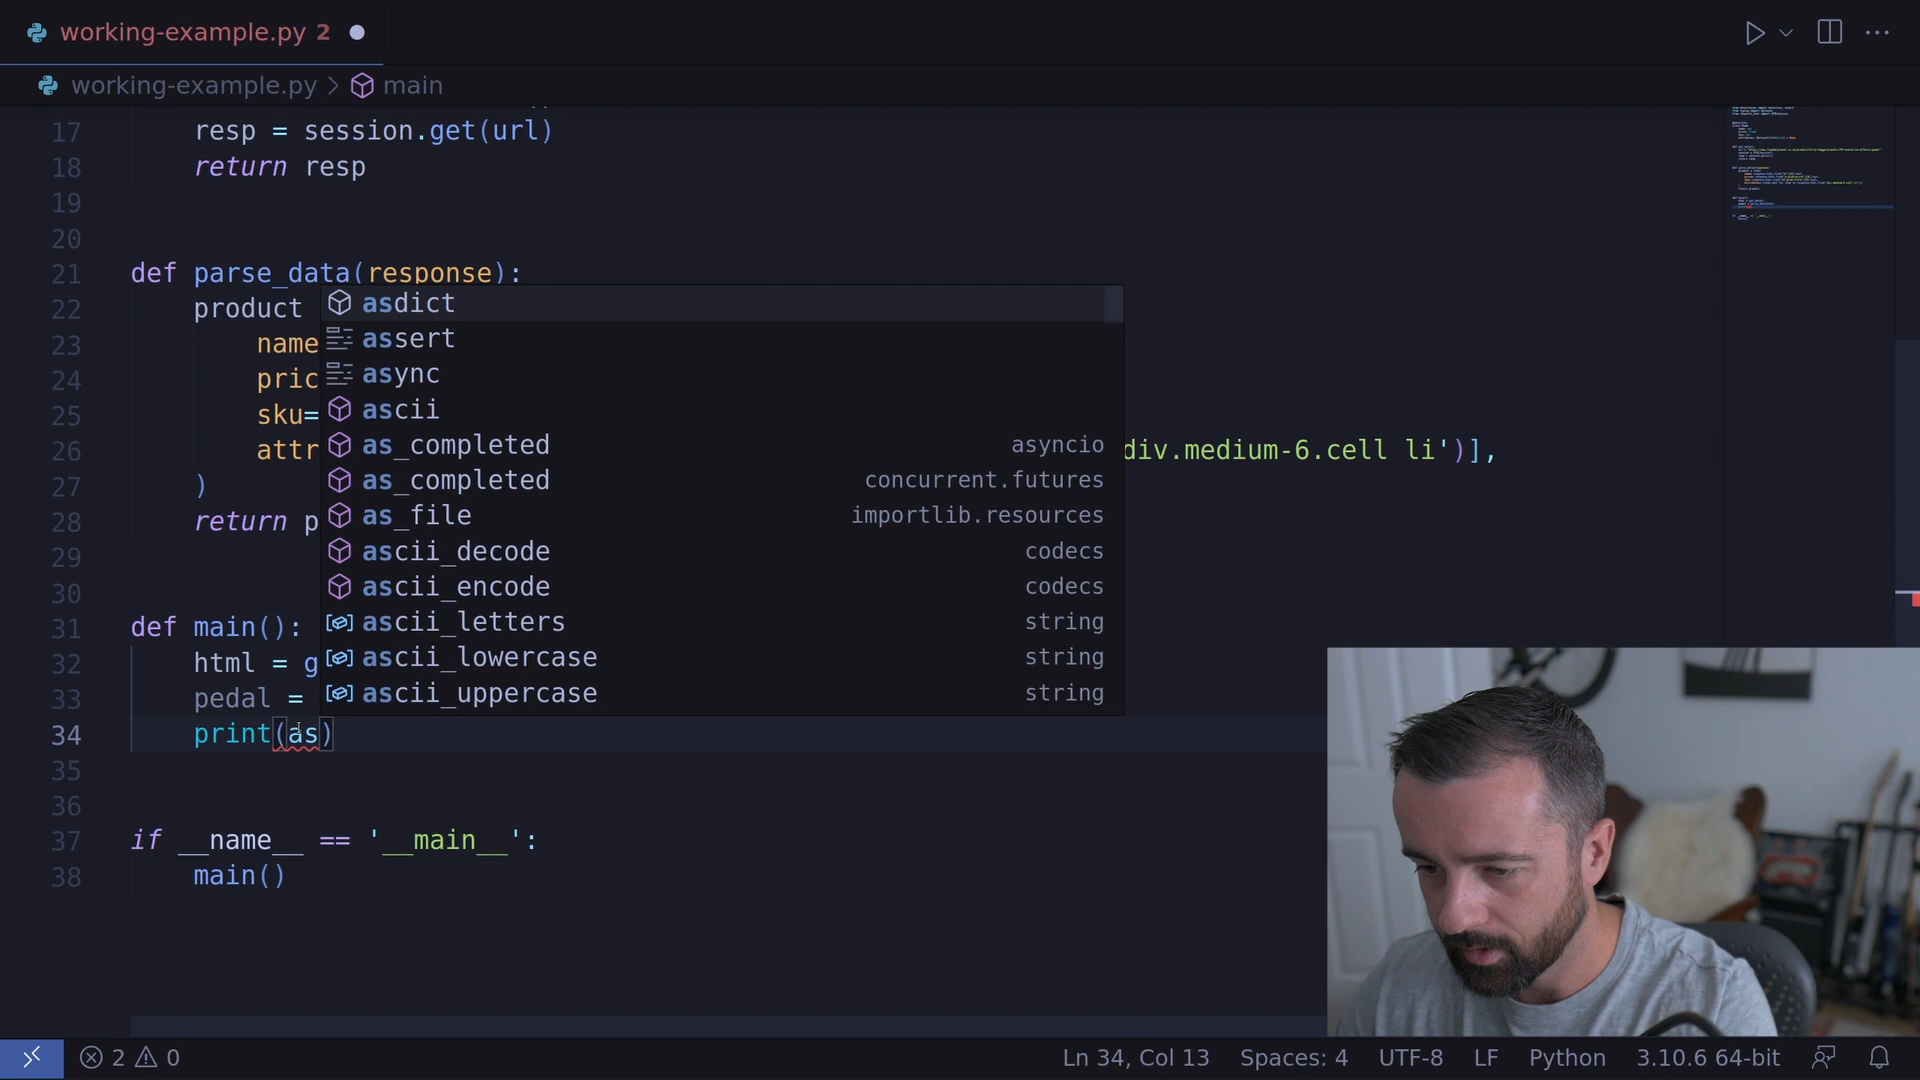 working-example.py 2
working-example.py > main
17 resp = session.get(url)
18 return resp
19
20
21 def parse_data(response):
22 product
23 name
24 pric
25 sku=
26 attr div.medium-6.cell li')],
27 )
28 return p
29
30
31 def main():
32 html = g
33 pedal =
34 print(as)
35
36
37 if __name__ == '__main__':
38 main()
asdict
assert
async
ascii
as_completed asyncio
as_completed concurrent.futures
as_file importlib.resources
ascii_decode codecs
ascii_encode codecs
ascii_letters string
ascii_lowercase string
ascii_uppercase string
2 0 Ln 34, Col 13 Spaces: 4 UTF-8 LF Python 3.10.6 64-bit